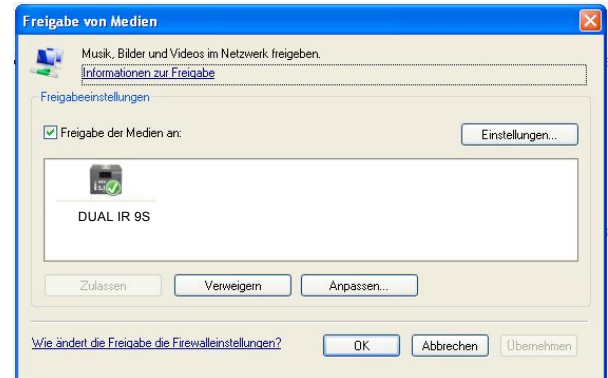 Freigabe von Medien
Musik, Bilder und Videos im Netzwerk freigeben.
Informationen zur Freigabe
Freigabeeinstellungen
Freigabe der Medien an:
Einstellungen...
DUAL IR 9S
Zulassen Verweigern Anpassen...
Wie ändert die Freigabe die Firewalleinstellungen? OK Abbrechen Übernehmen